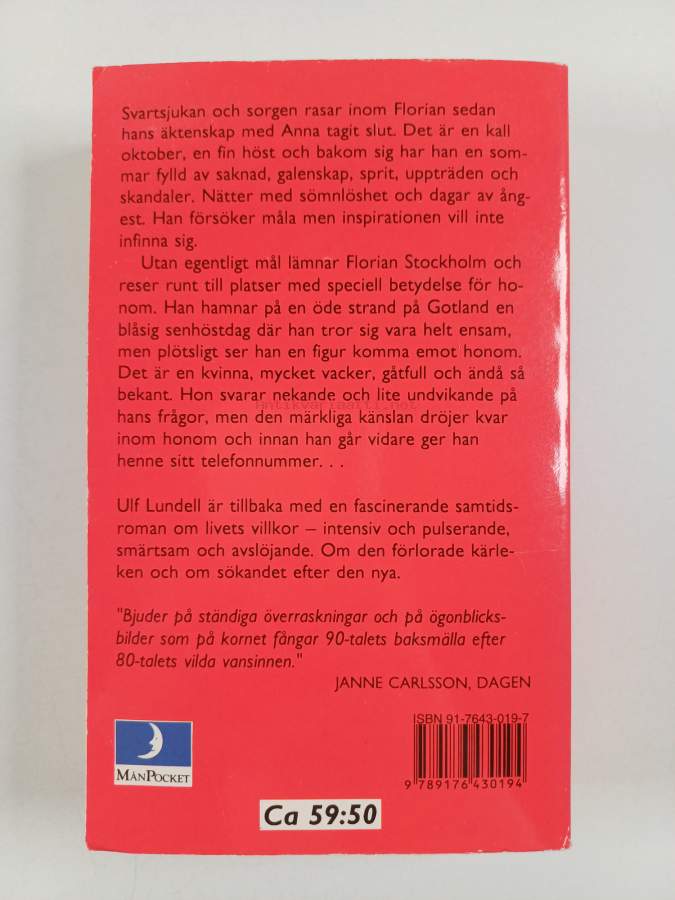 Svartsjukan och sorgen rasar inom Florian sedan
hans äktenskap med Anna tagit slut. Det är en kall
oktober, en fin höst och bakom sig har han en som-
mar fylld av saknad, galenskap, sprit, uppträden och
skandaler. Nätter med sömnlöshet och dagar av ång-
est. Han försöker måla men inspirationen vill inte
infinna sig.
Utan egentligt mål lämnar Florian Stockholm och
reser runt till platser med speciell betydelse för ho-
nom. Han hamnar på en öde strand på Gotland en
blåsig senhöstdag där han tror sig vara helt ensam,
men plötsligt ser han en figur komma emot honom.
Det är en kvinna, mycket vacker, gåtfull och ändå så
bekant. Hon svarar nekande och lite undvikande på
Antikvariaatti.net
hans frågor, men den märkliga känslan dröjer kvar
inom honom och innan han går vidare ger han
henne sitt telefonnummer. . .
Ulf Lundell är tillbaka med en fascinerande samtids-
roman om livets villkor – intensiv och pulserande,
smärtsam och avslöjande. Om den förlorade kärle-
ken och om sökandet efter den nya.
"Bjuder på ständiga överraskningar och på ögonblicks-
bilder som på kornet fångar 90-talets baksmälla efter
80-talets vilda vansinnen."
JANNE CARLSSON, DAGEN
ISBN 91-7643-019-7
MÅNPOCKET
9 789176 430194
Ca 59:50